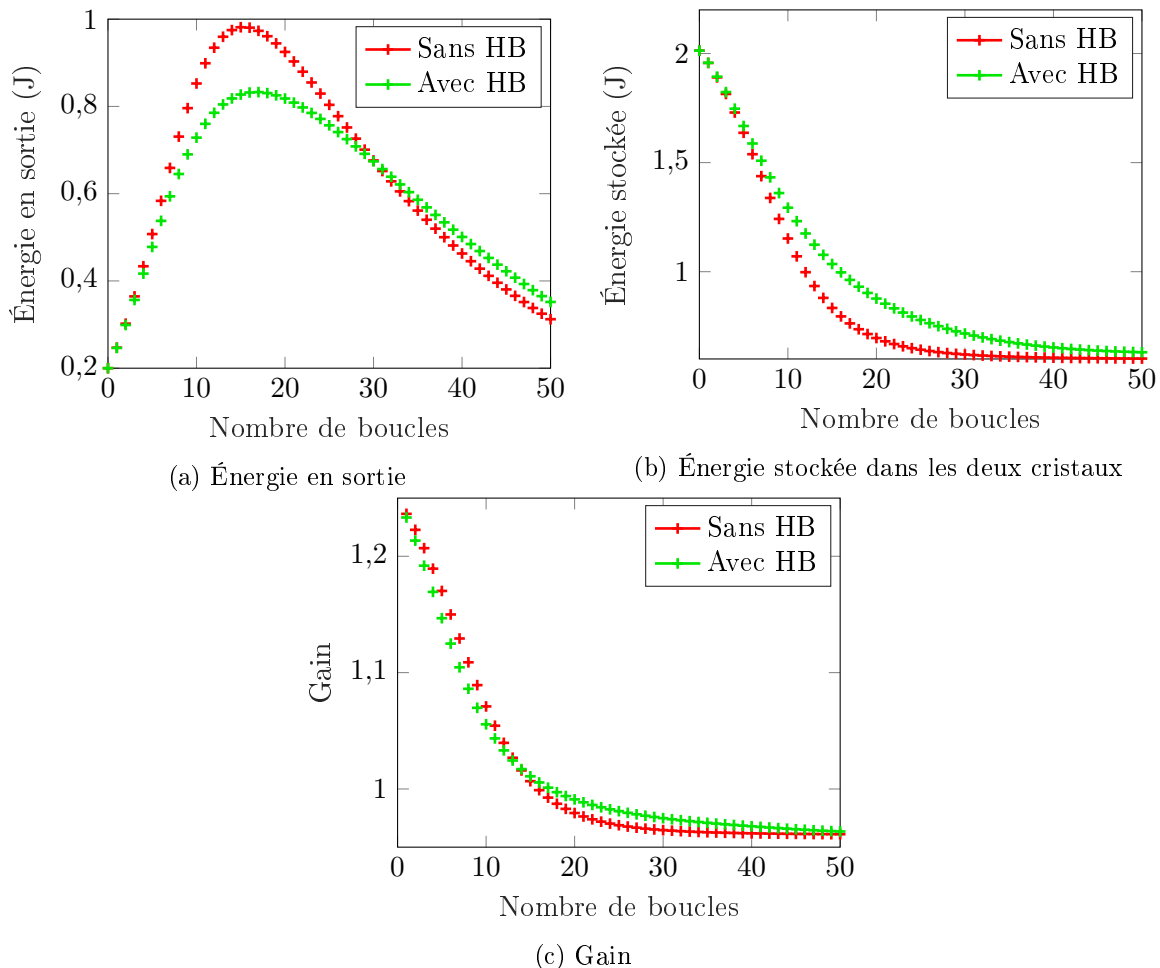 Énergie en sortie (J)
1
0,8
0,6
0,4
0,2
0 10 20 30 40 50
Nombre de boucles
Sans HB
Avec HB
(a) Énergie en sortie
Énergie stockée (J)
2
1,5
1
0 10 20 30 40 50
Nombre de boucles
Sans HB
Avec HB
(b) Énergie stockée dans les deux cristaux
Gain
1,2
1,1
1
0 10 20 30 40 50
Nombre de boucles
Sans HB
Avec HB
(c) Gain